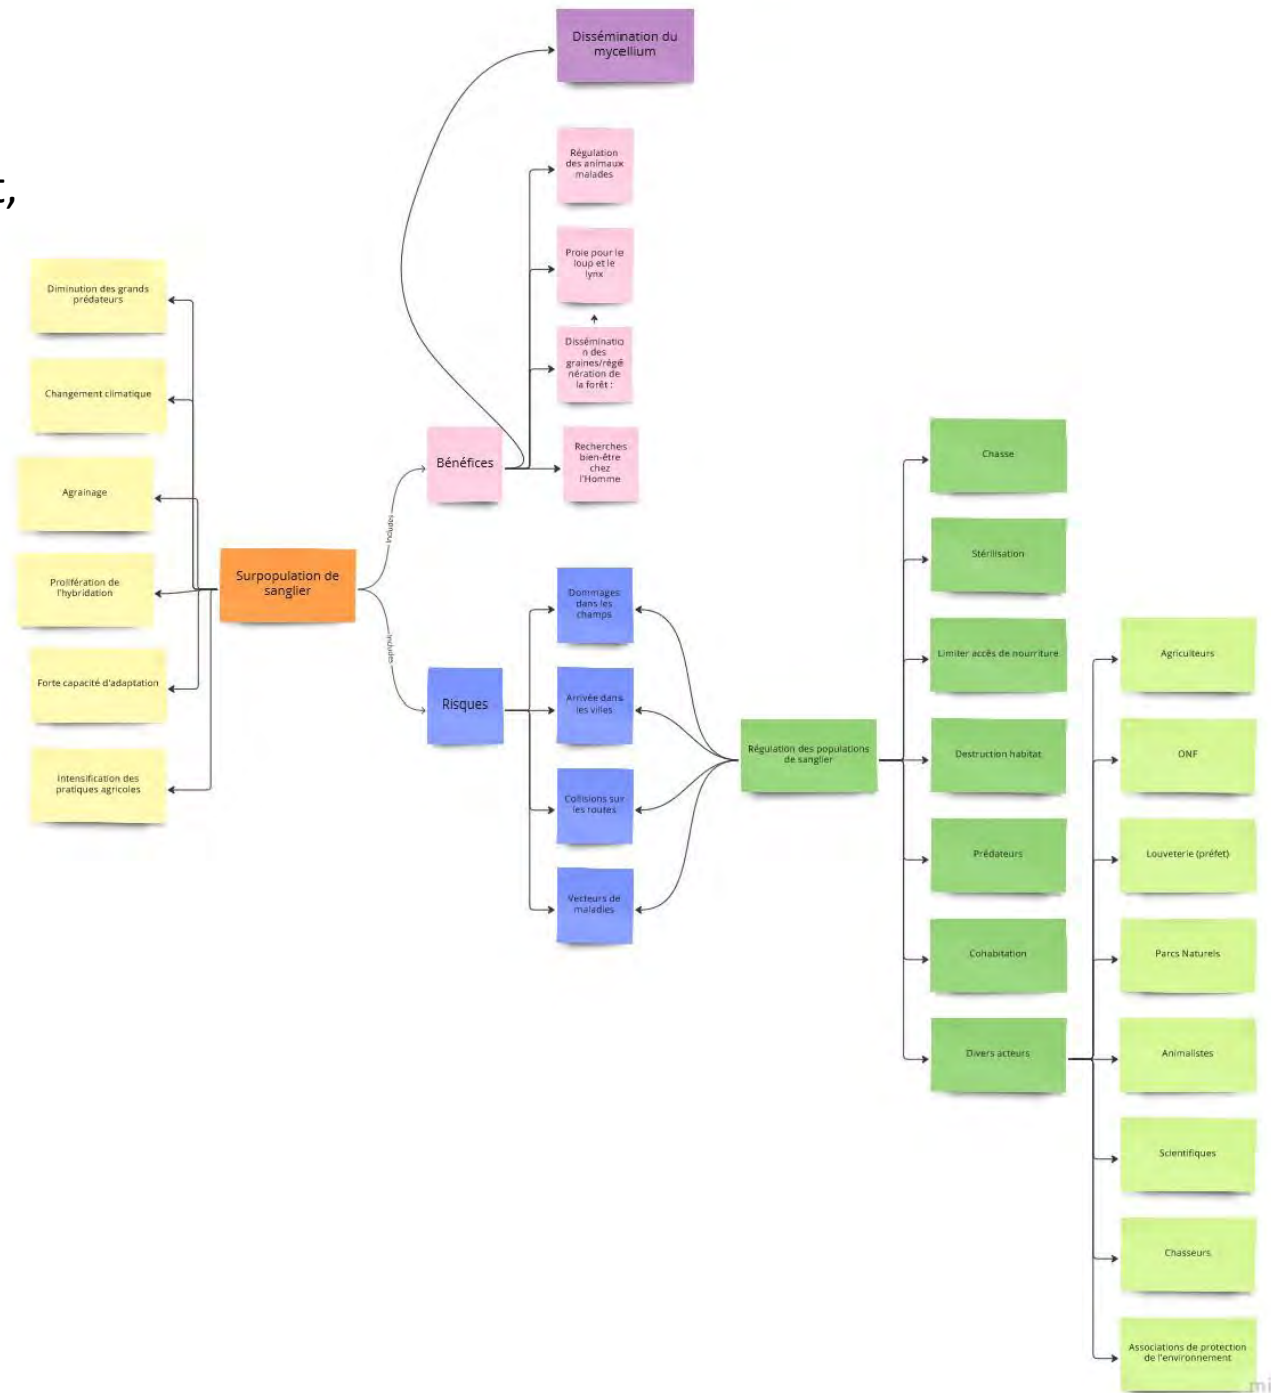 Dissémination du
mycellium
t,
Régulation
des animaux
malades
Proie pour le
loup et le
lynx
Disséminatio
n des
graines/régé
nération de
la forêt :
Recherches
bien-être
chez
l'Homme
Bénéfices
Diminution des grands
prédateurs
Changement climatique
Agrainage
Prolifération de
l'hybridation
Forte capacité d'adaptation
Intensification des
pratiques agricoles
Surpopulation de
sanglier
Includes
Includes
Risques
Dommages
dans les
champs
Arrivée dans
les villes
Collisions sur
les routes
Vecteurs de
maladies
Régulation des populations
de sanglier
Chasse
Stérilisation
Limiter accès de nourriture
Destruction habitat
Prédateurs
Cohabitation
Divers acteurs
Agriculteurs
ONF
Louveterie (préfet)
Parcs Naturels
Animalistes
Scientifiques
Chasseurs
Associations de protection
de l'environnement
mi